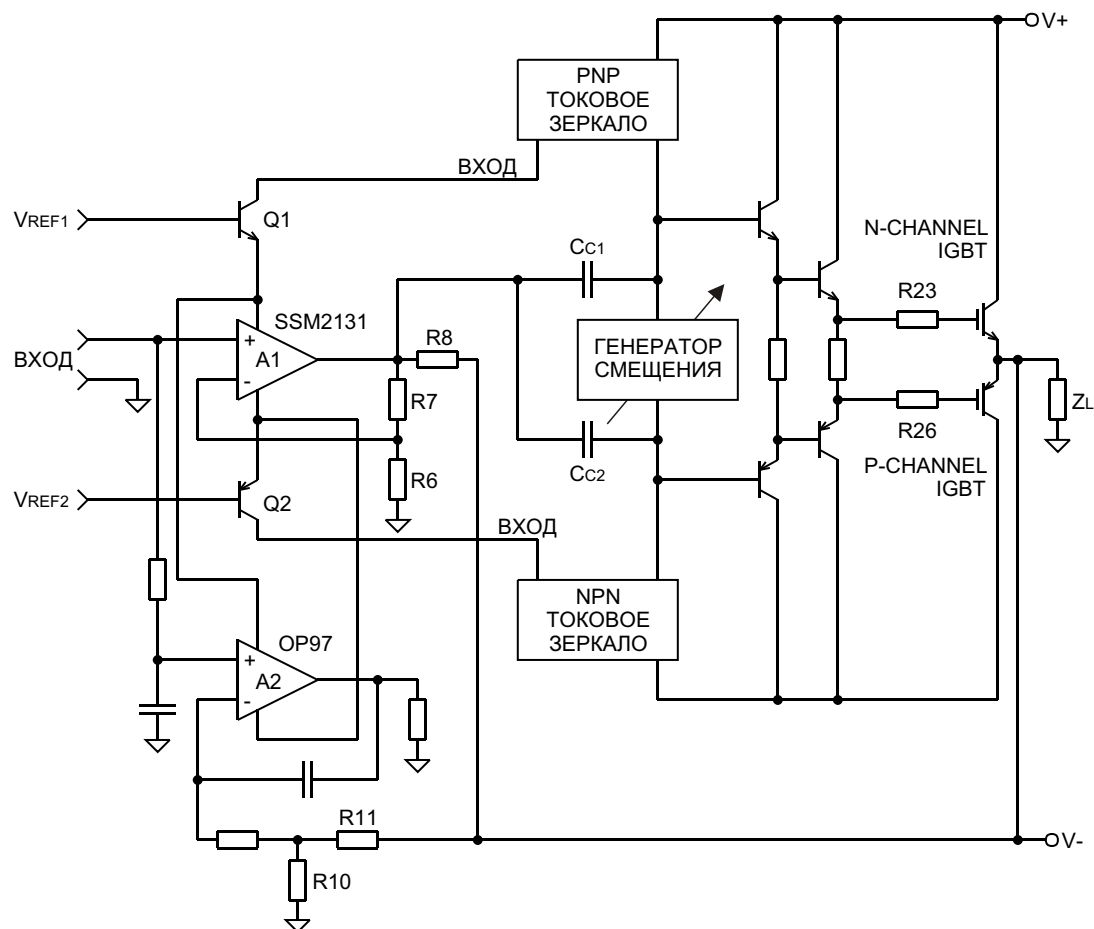 V+
PNP
ТОКОВОЕ
ЗЕРКАЛО
ВХОД
VREF1
Q1
N-CHANNEL
IGBT
CC1
R23
SSM2131
+
A1
-
R8
ВХОД
ГЕНЕРАТОР
СМЕЩЕНИЯ
R7
ZL
R26
R6
CC2
P-CHANNEL
IGBT
VREF2
Q2
ВХОД
NPN
ТОКОВОЕ
ЗЕРКАЛО
OP97
+
A2
-
R11
V-
R10